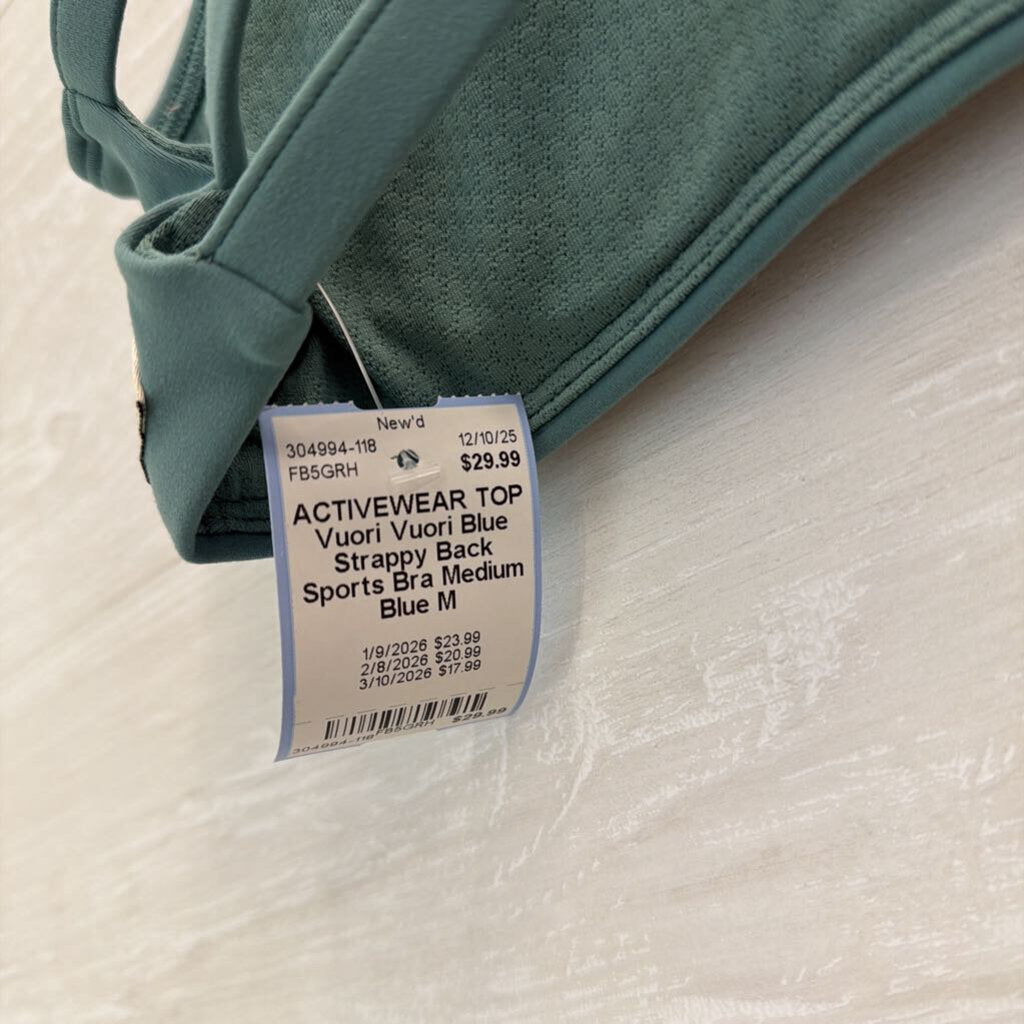 New'd
304994-118 12/10/25
FB5GRH $29.99
ACTIVEWEAR TOP
Vuori Vuori Blue
Strappy Back
Sports Bra Medium
Blue M
1/9/2026 $23.99
2/8/2026 $20.99
3/10/2026 $17.99
304994-118 FB5GRH $29.99